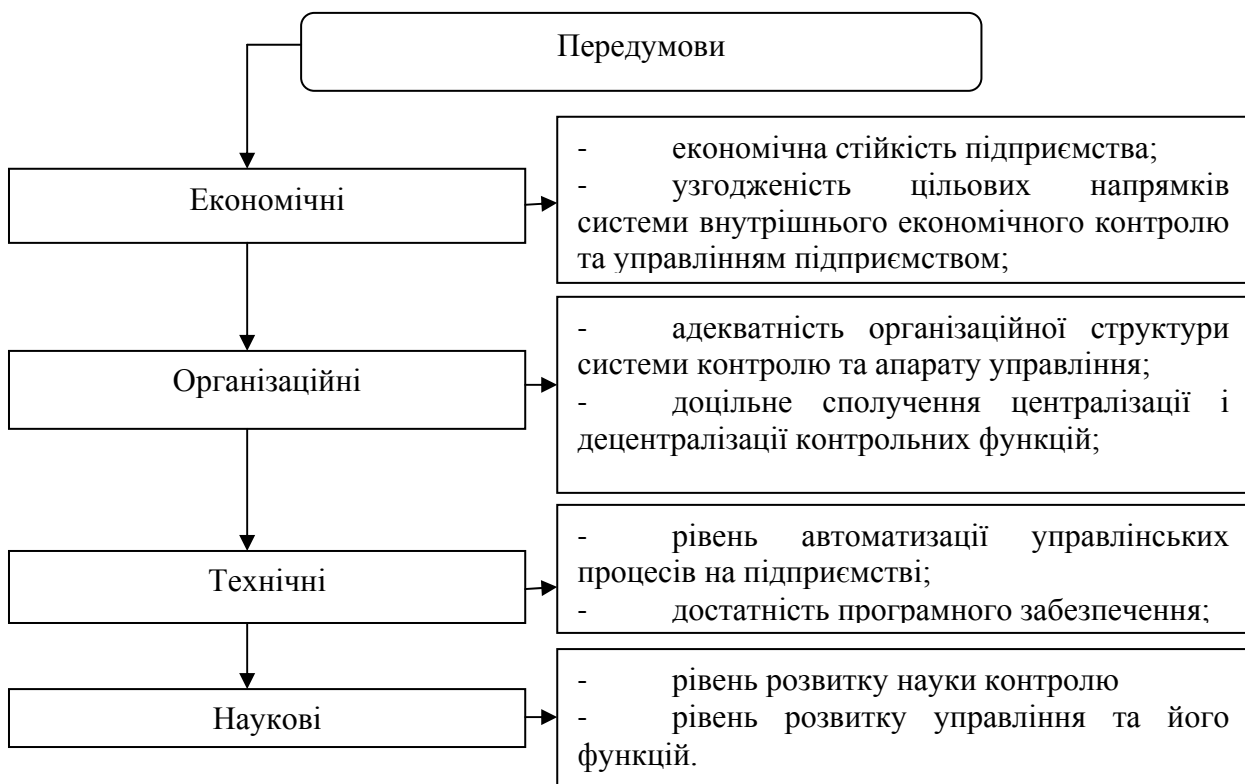 Передумови
Економічні
- економічна стійкість підприємства;
- узгодженість цільових напрямків
системи внутрішнього економічного контролю
та управлінням підприємством;
Організаційні
- адекватність організаційної структури
системи контролю та апарату управління;
- доцільне сполучення централізації і
децентралізації контрольних функцій;
Технічні
- рівень автоматизації управлінських
процесів на підприємстві;
- достатність програмного забезпечення;
Наукові
- рівень розвитку науки контролю
- рівень розвитку управління та його
функцій.